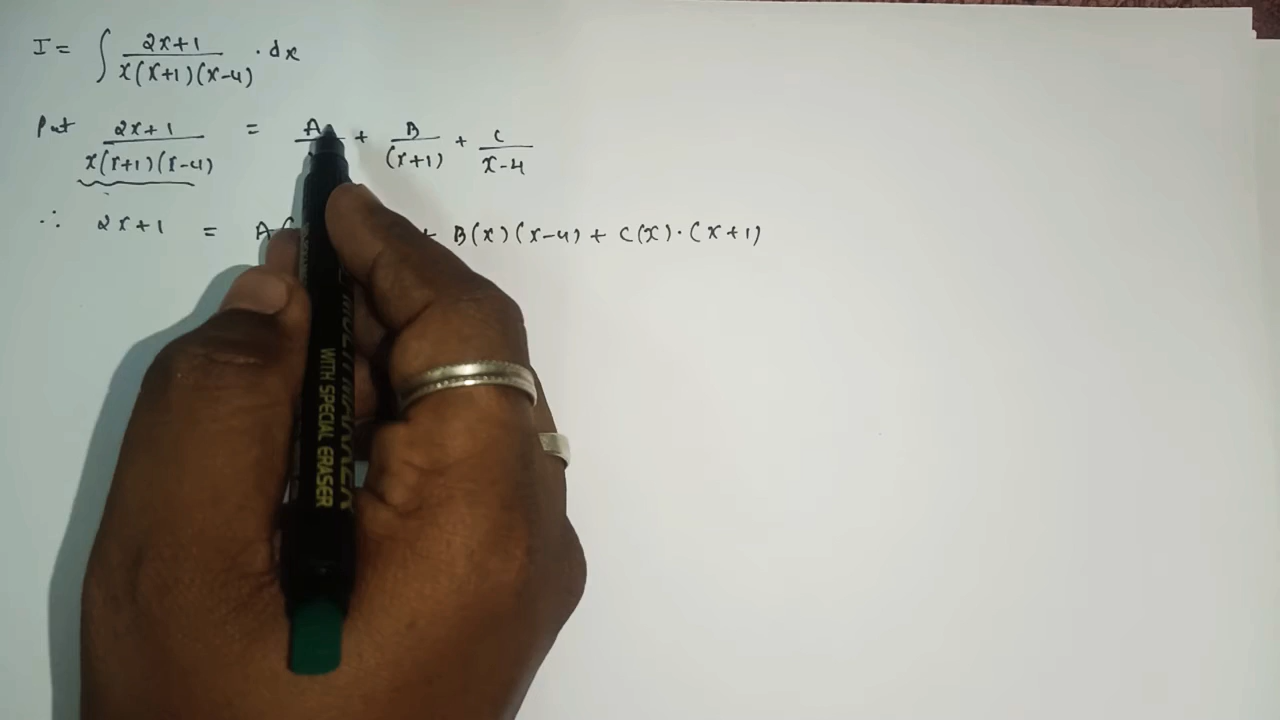 I = ∫ 2x+1 / x(x+1)(x-4) · dx
Put 2x+1 / x(x+1)(x-4) = A + B / (x+1) + C / x-4
∴ 2x+1 = A( + B(x)(x-4) + C(x)·(x+1)
WITH SPECIAL ERASER